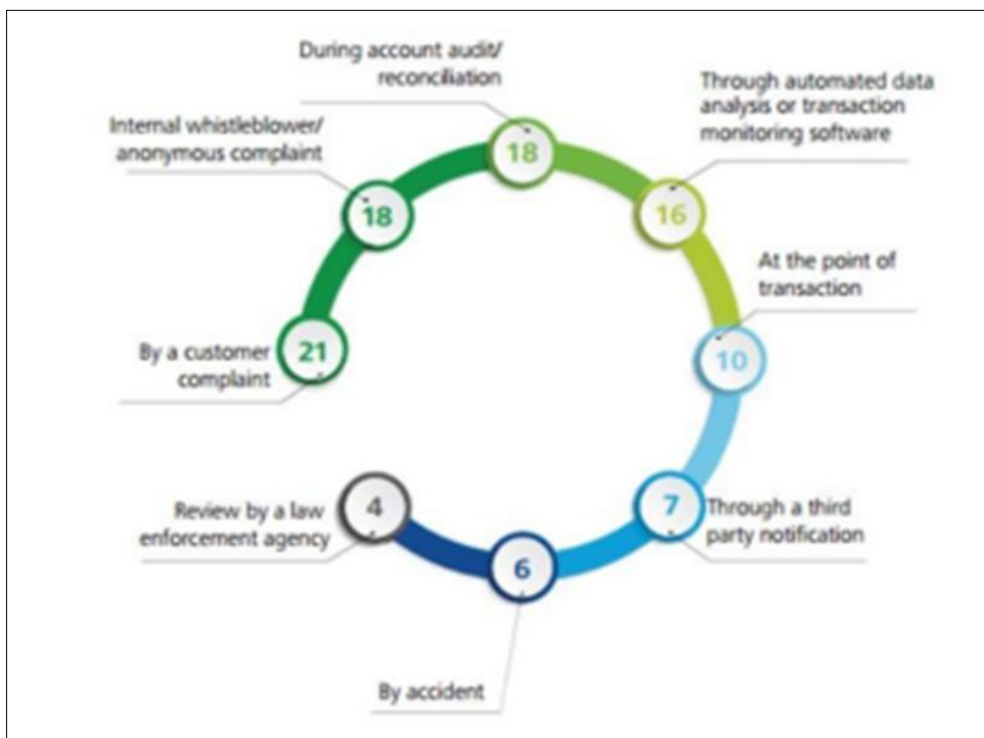 During account audit/
reconciliation
Through automated data
analysis or transaction
monitoring software
Internal whistleblower/
anonymous complaint
18
18
16
At the point of
transaction
By a customer
complaint
21
10
Review by a law
enforcement agency
4
7
Through a third
party notification
6
By accident